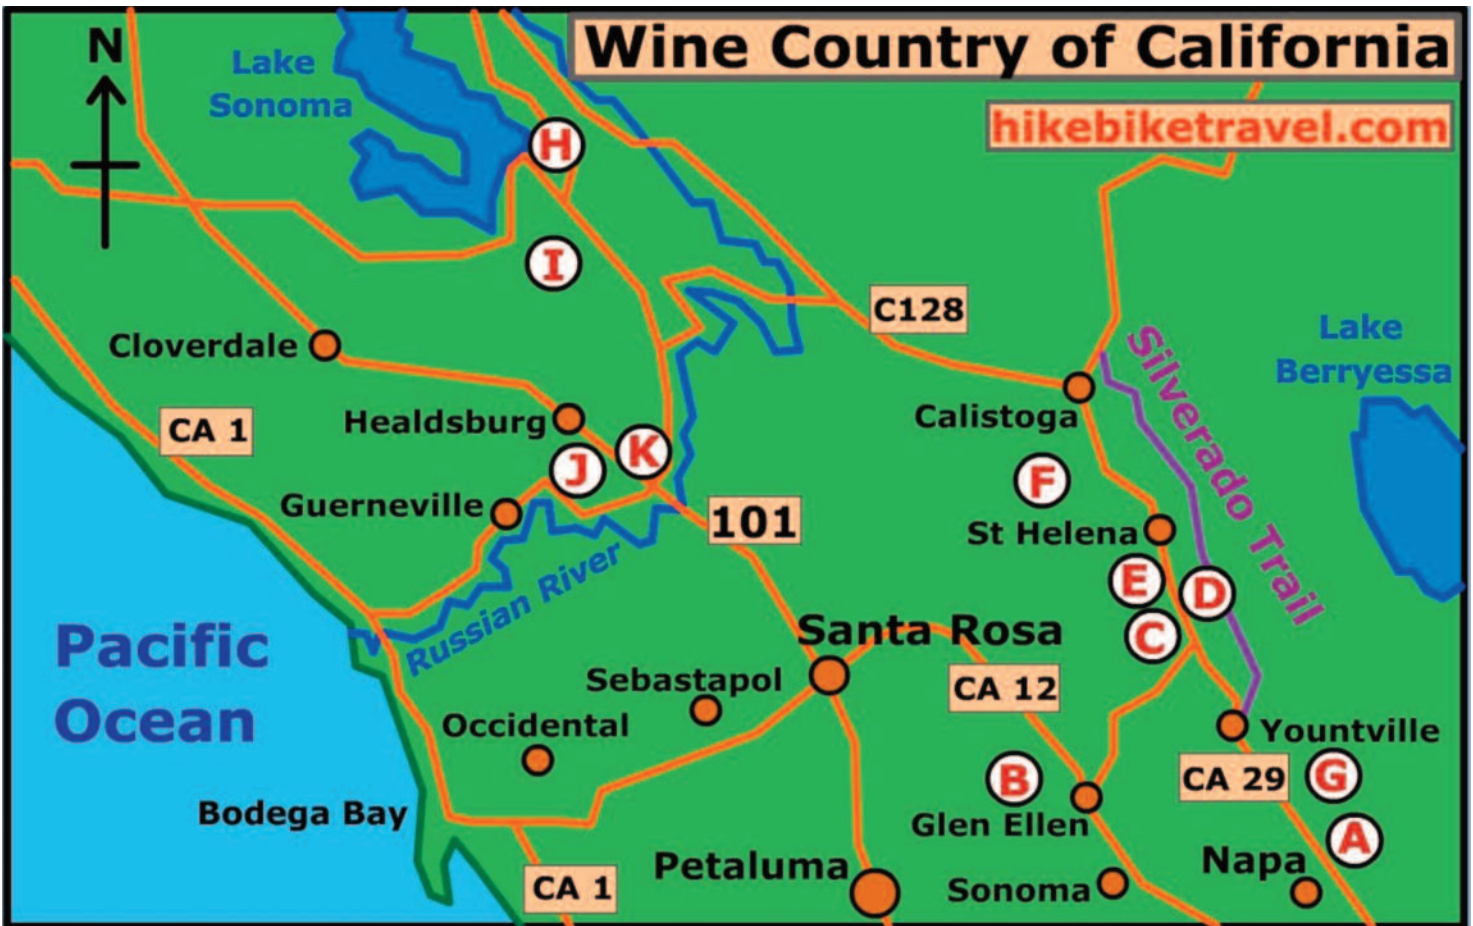 Wine Country of California
hikebiketravel.com
N
Lake
Sonoma
H
I
C128
Cloverdale
Lake
Berryessa
Silverado Trail
CA 1
Healdsburg
Calistoga
J
K
F
Guerneville
101
St Helena
Russian River
E
D
C
Pacific
Ocean
Santa Rosa
Sebastapol
CA 12
Occidental
Yountville
B
CA 29
G
Bodega Bay
Glen Ellen
A
Petaluma
Napa
CA 1
Sonoma